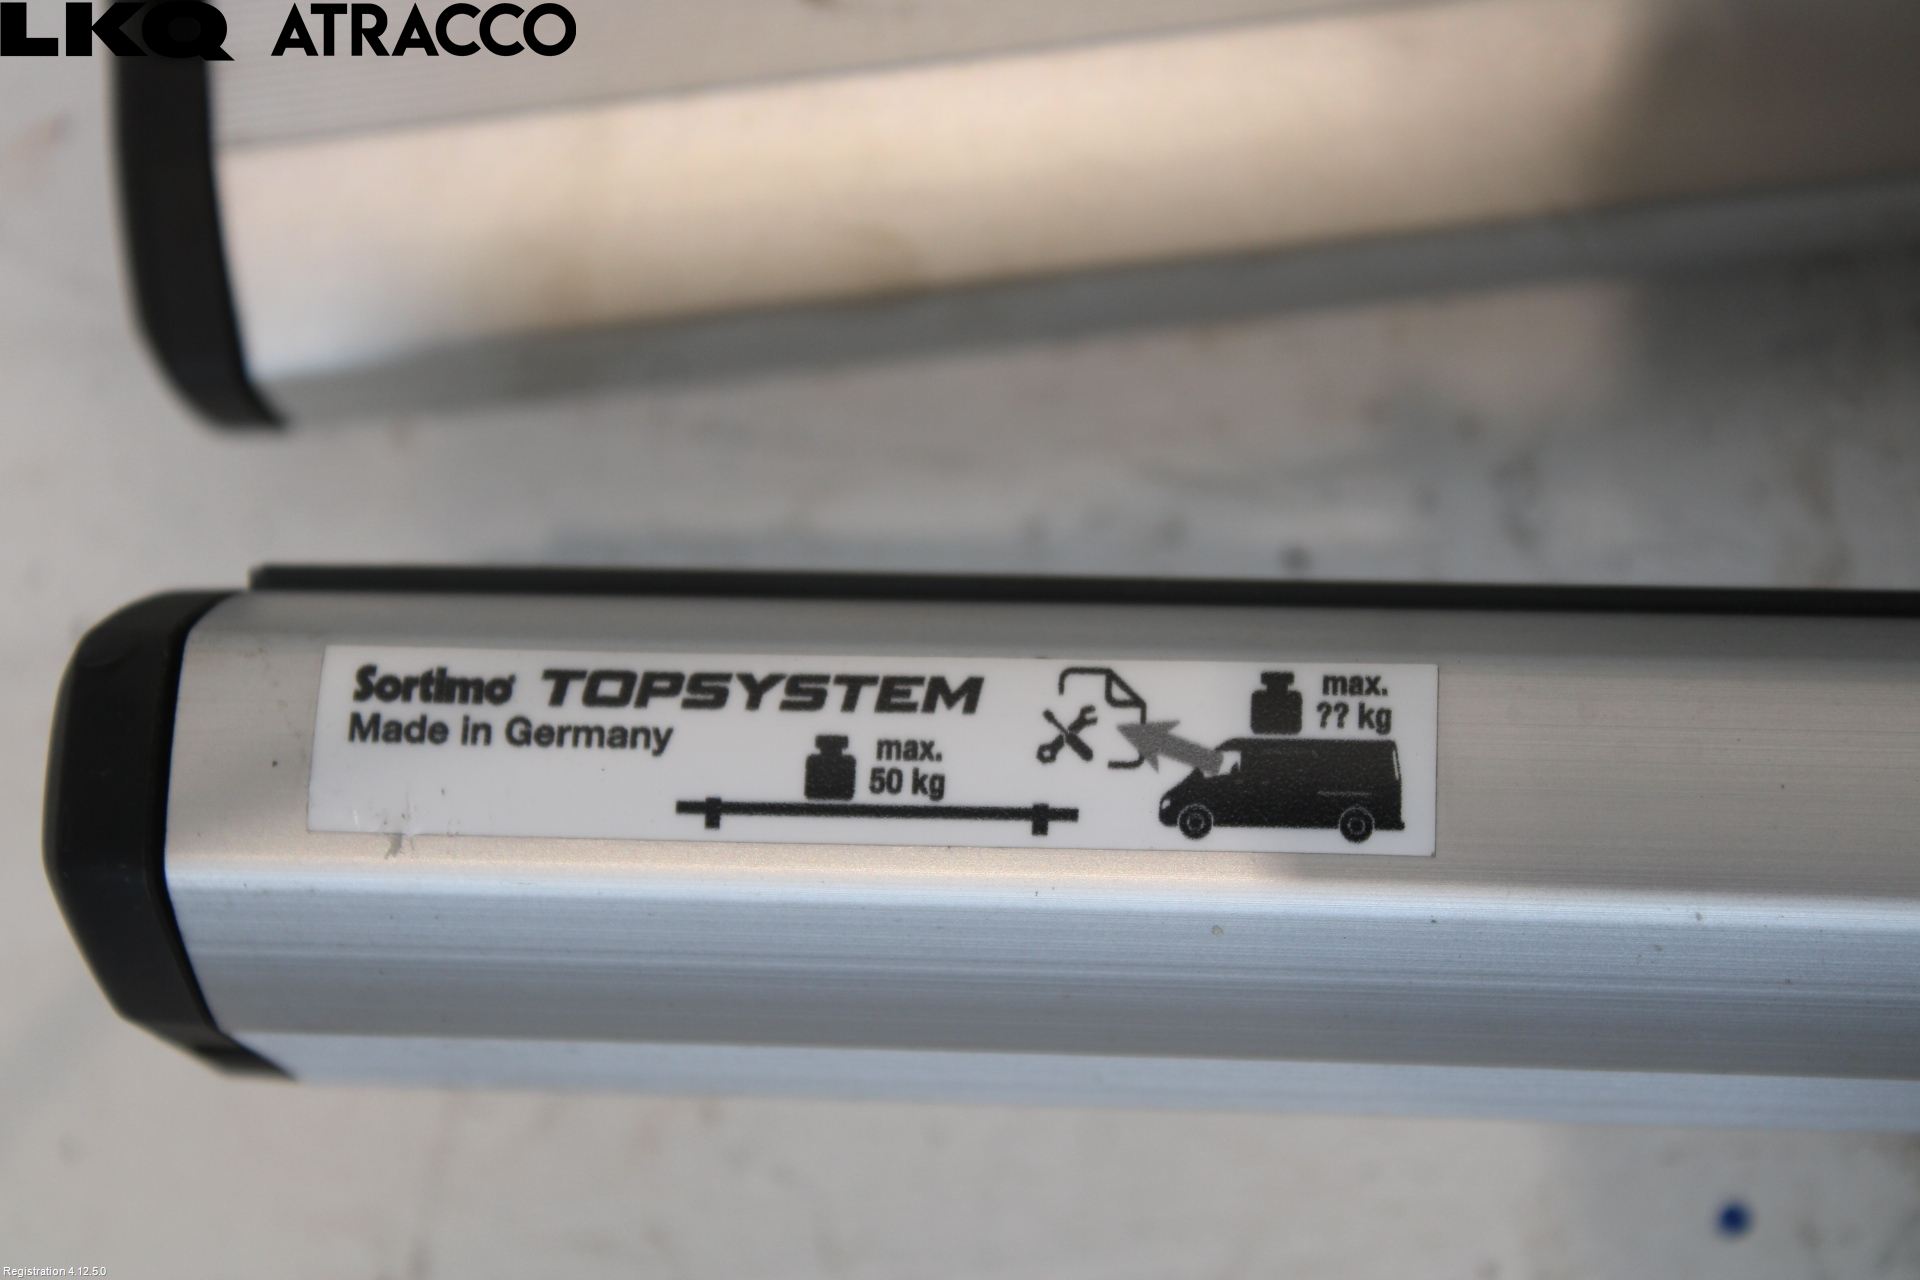 LKQ ATRACCO
Sortimo TOPSYSTEM
Made in Germany
max.
50 kg
max.
?? kg
Registration 4.12.5.0